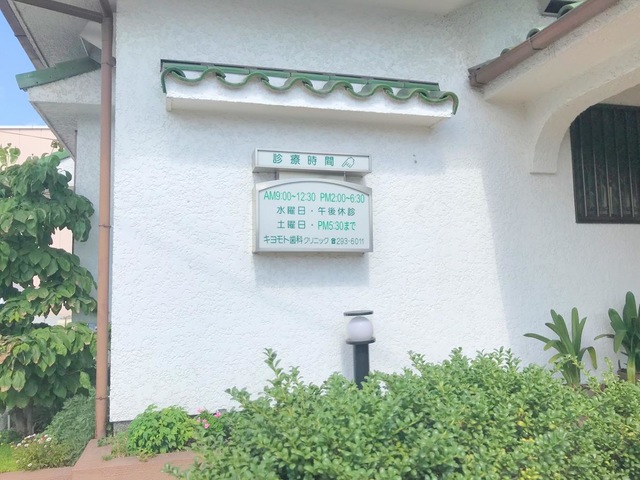 診療時間
AM9:00~12:30 PM2:00~6:30
水曜日・午後休診
土曜日・PM5:30まで
キヨモト歯科クリニック☎293-6011